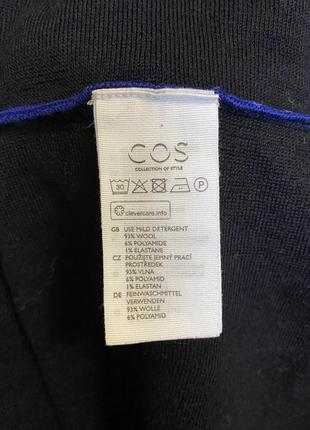 COS
COLLECTION OF STYLE
30 P
clevercare.info
GB USE MILD DETERGENT
93% WOOL
6% POLYAMIDE
1% ELASTANE
CZ POUŽIJTE JEMNÝ PRACÍ
PROSTŘEDEK
93% VLNA
6% POLYAMID
1% ELASTAN
DE FEINWASCHMITTEL
VERWENDEN
93% WOLLE
6% POLYAMID